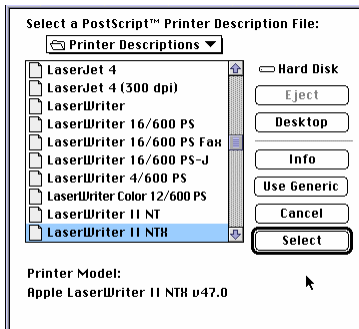 Select a PostScript™ Printer Description File:
Printer Descriptions
LaserJet 4
LaserJet 4 (300 dpi)
LaserWriter
LaserWriter 16/600 PS
LaserWriter 16/600 PS Fax
LaserWriter 16/600 PS-J
LaserWriter 4/600 PS
LaserWriter Color 12/600 PS
LaserWriter II NT
LaserWriter II NTX
Hard Disk
Eject
Desktop
Info
Use Generic
Cancel
Select
Printer Model:
Apple LaserWriter II NTX v47.0